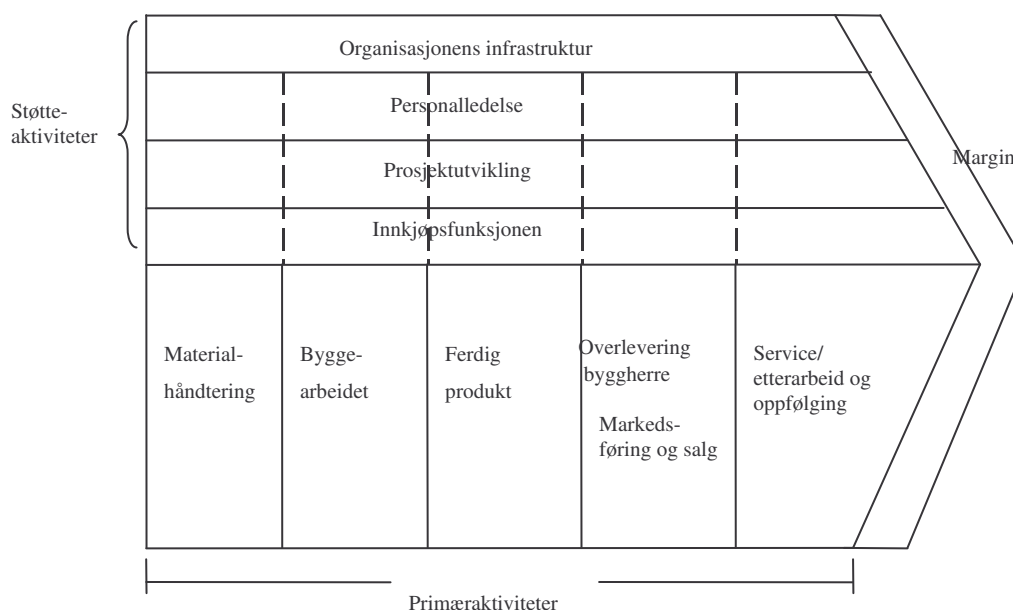 Organisasjonens infrastruktur
Støtte-
aktiviteter
Personalledelse
Prosjektutvikling
Innkjøpsfunksjonen
Margin
Material-
håndtering
Bygge-
arbeidet
Ferdig
produkt
Overlevering
byggherre
Markeds-
føring og salg
Service/
etterarbeid og
oppfølging
Primæraktiviteter